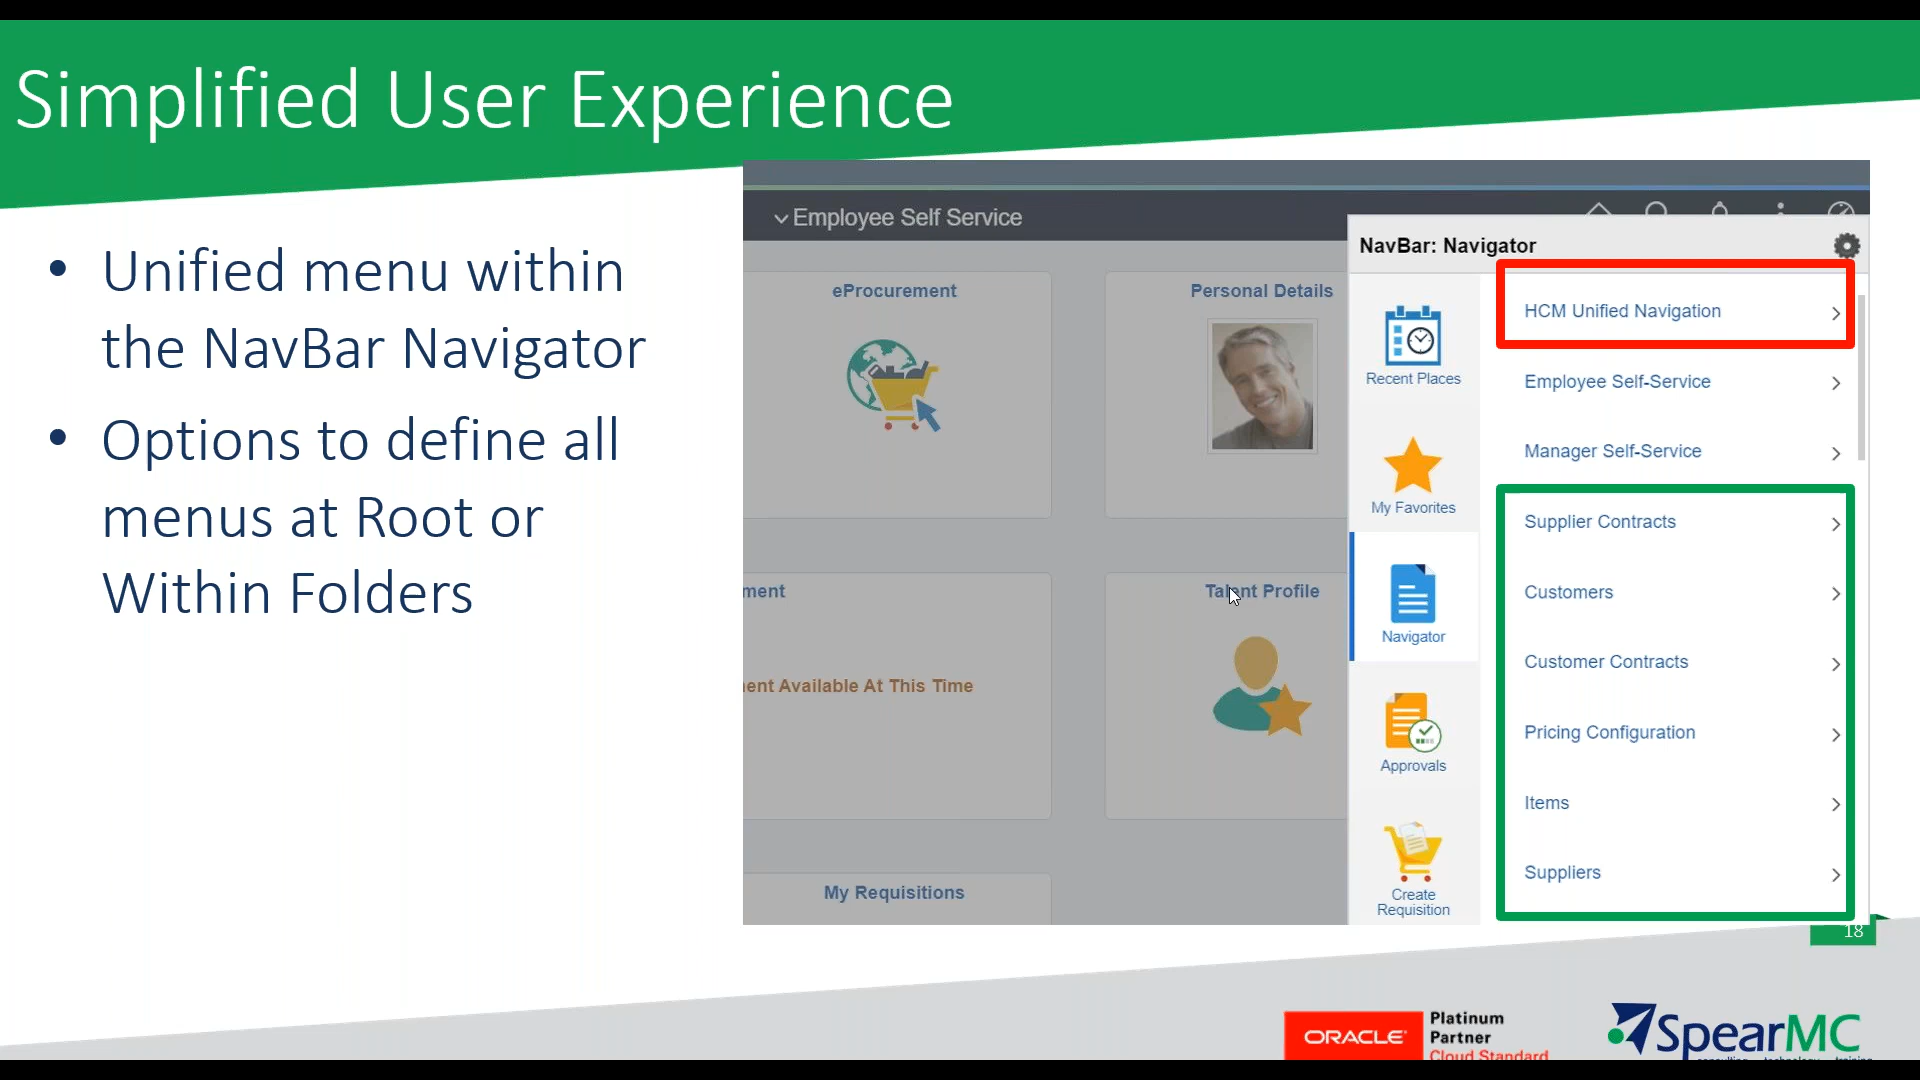 Simplified User Experience
• Unified menu within
the NavBar Navigator
• Options to define all
menus at Root or
Within Folders
Employee Self Service
eProcurement
Personal Details
ment
Talent Profile
ent Available At This Time
My Requisitions
NavBar: Navigator
Recent Places
My Favorites
Navigator
Approvals
Create
Requisition
HCM Unified Navigation
Employee Self-Service
Manager Self-Service
Supplier Contracts
Customers
Customer Contracts
Pricing Configuration
Items
Suppliers
18
ORACLE
Platinum
Partner
Cloud Standard
SpearMC